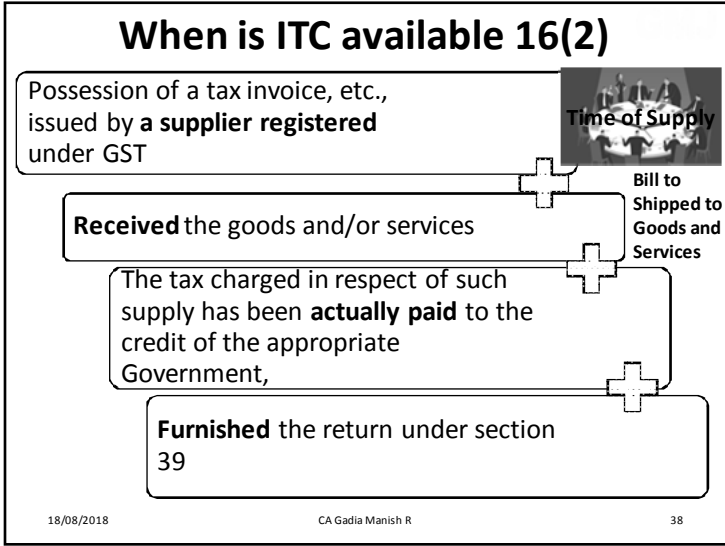 When is ITC available 16(2)
Possession of a tax invoice, etc.,
issued by a supplier registered
under GST
Time of Supply
Bill to
Shipped to
Goods and
Services
Received the goods and/or services
The tax charged in respect of such
supply has been actually paid to the
credit of the appropriate
Government,
Furnished the return under section
39
18/08/2018 CA Gadia Manish R 38